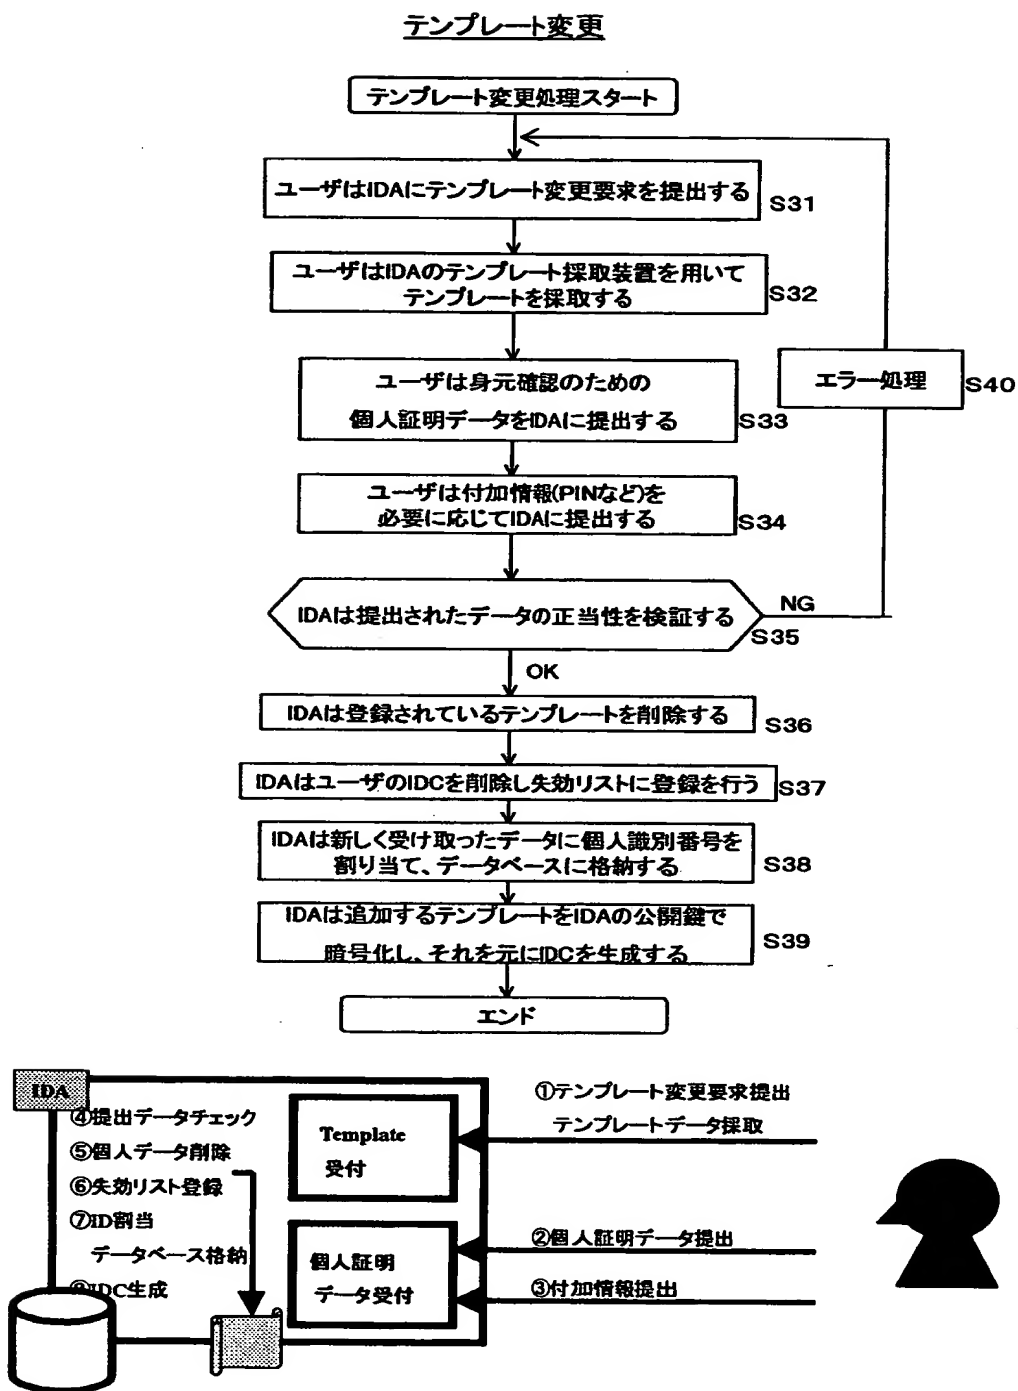 テンプレート変更
テンプレート変更処理スタート
ユーザはIDAにテンプレート変更要求を提出する
S31
ユーザはIDAのテンプレート採取装置を用いて
テンプレートを採取する
S32
エラー処理
S40
ユーザは身元確認のための
個人証明データをIDAに提出する
S33
ユーザは付加情報(PINなど)を
必要に応じてIDAに提出する
S34
IDAは提出されたデータの正当性を検証する
NG
S35
OK
IDAは登録されているテンプレートを削除する
S36
IDAはユーザのIDCを削除し失効リストに登録を行う
S37
IDAは新しく受け取ったデータに個人識別番号を
割り当て、データベースに格納する
S38
IDAは追加するテンプレートをIDAの公開鍵で
暗号化し、それを元にIDCを生成する
S39
エンド
IDA
④提出データチェック
⑤個人データ削除
⑥失効リスト登録
⑦ID割当
データベース格納
⑧IDC生成
Template
受付
個人証明
データ受付
①テンプレート変更要求提出
テンプレートデータ採取
②個人証明データ提出
③付加情報提出